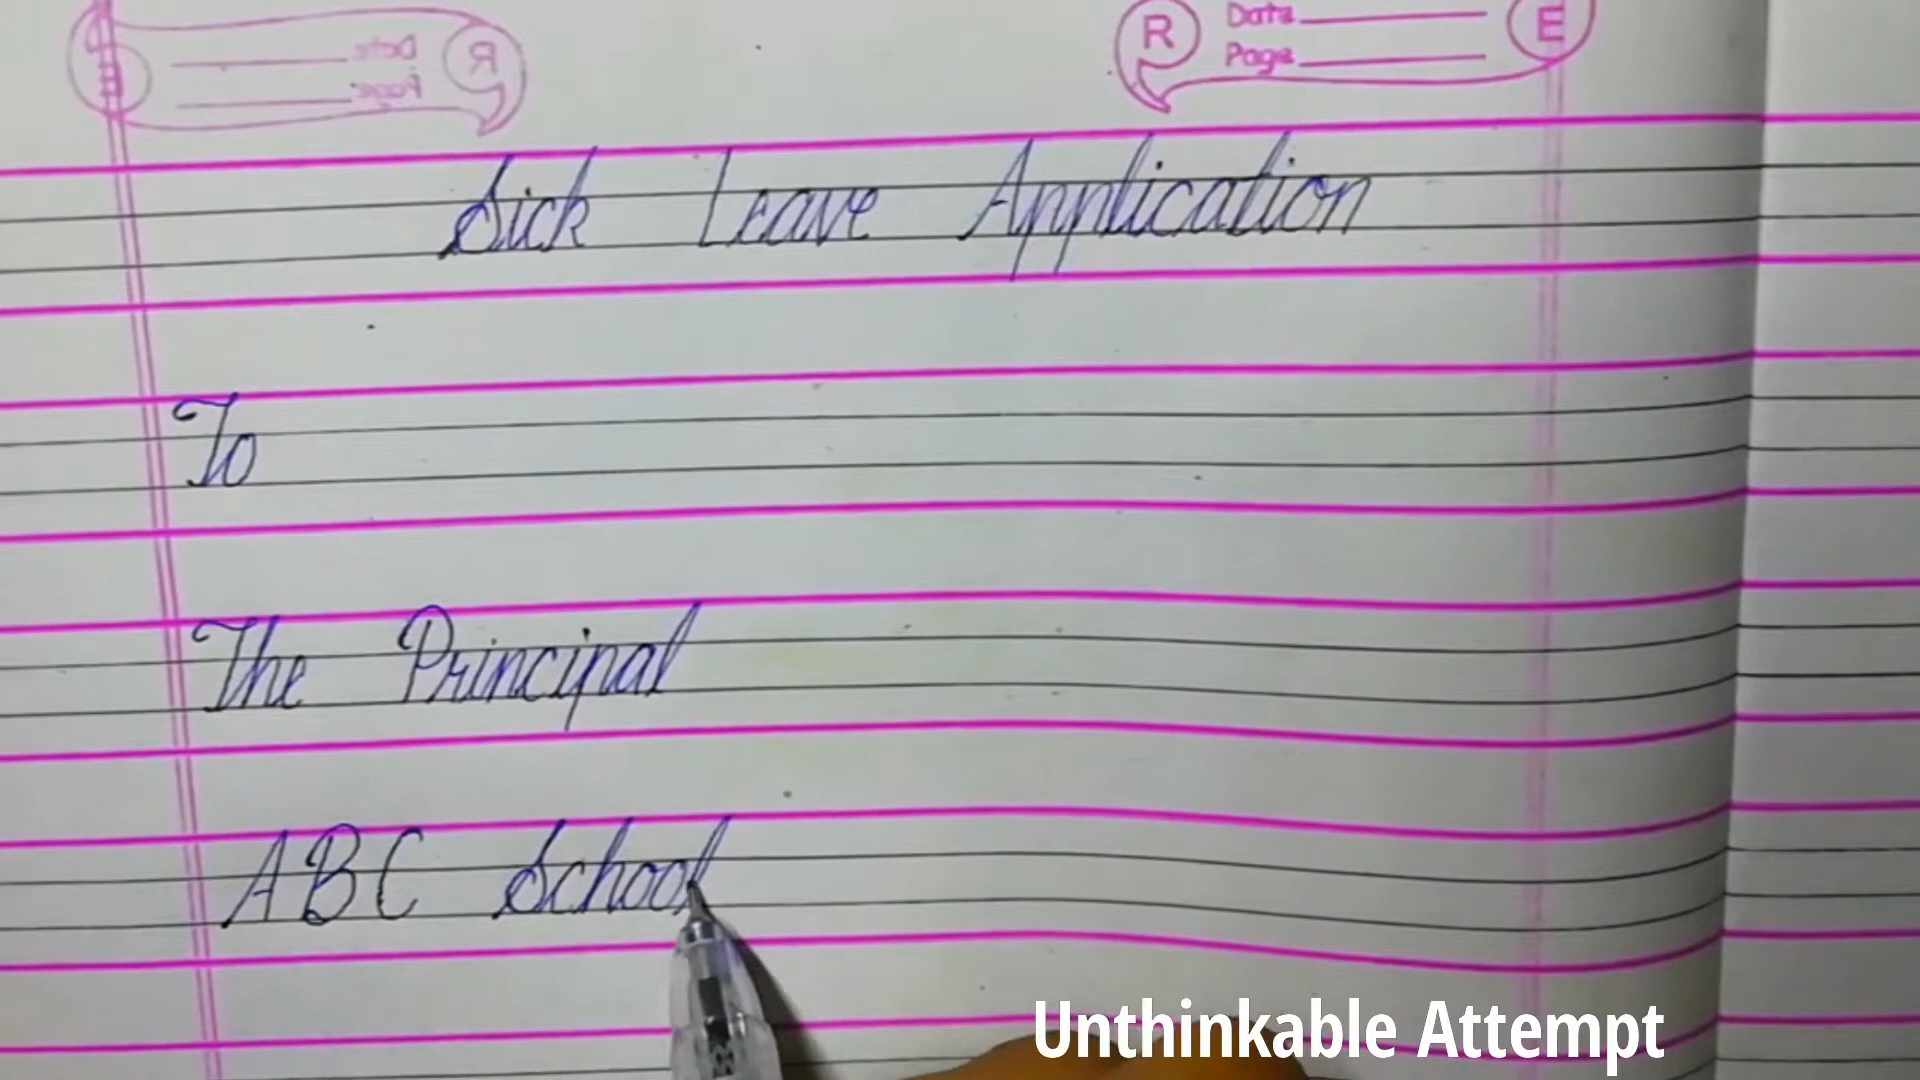 R Date E
Page
Sick Leave Application
To
The Principal
ABC School
Unthinkable Attempt